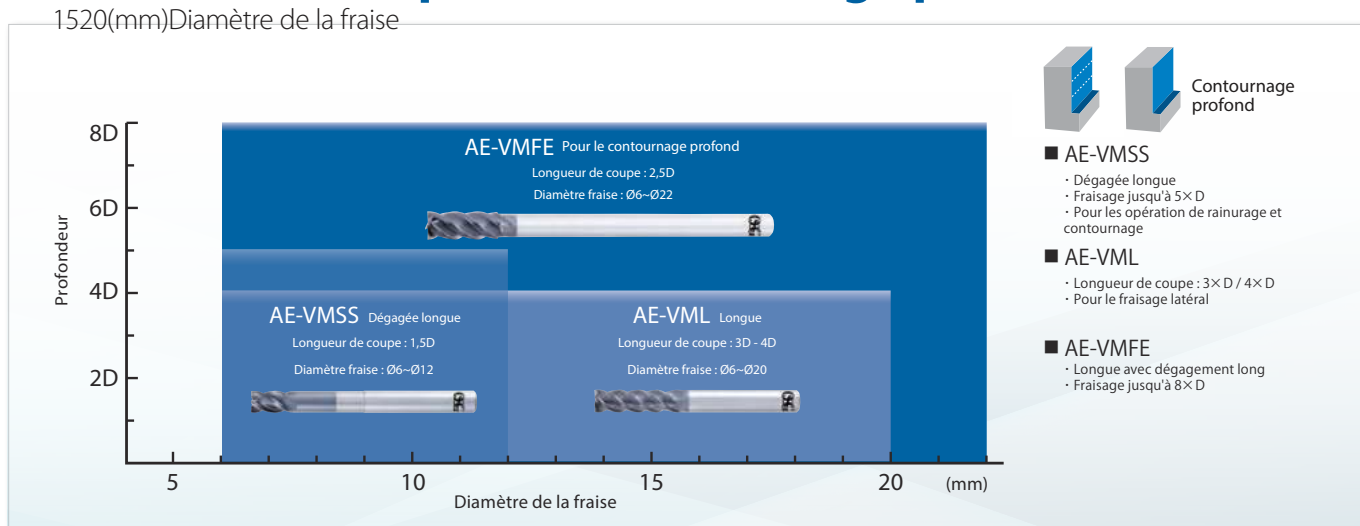 1520(mm)Diamètre de la fraise
Contournage
profond
8D
6D
4D
2D
Profondeur
AE-VMFE Pour le contournage profond
Longueur de coupe : 2,5D
Diamètre fraise : Ø6~Ø22
OSG
AE-VMSS Dégagée longue
Longueur de coupe : 1,5D
Diamètre fraise : Ø6~Ø12
OSG
AE-VML Longue
Longueur de coupe : 3D - 4D
Diamètre fraise : Ø6~Ø20
OSG
5 10 15 20 (mm)
Diamètre de la fraise
■ AE-VMSS
・Dégagée longue
・Fraisage jusqu'à 5×D
・Pour les opération de rainurage et
contournage
■ AE-VML
・Longueur de coupe : 3×D / 4×D
・Pour le fraisage latéral
■ AE-VMFE
・Longue avec dégagement long
・Fraisage jusqu'à 8×D